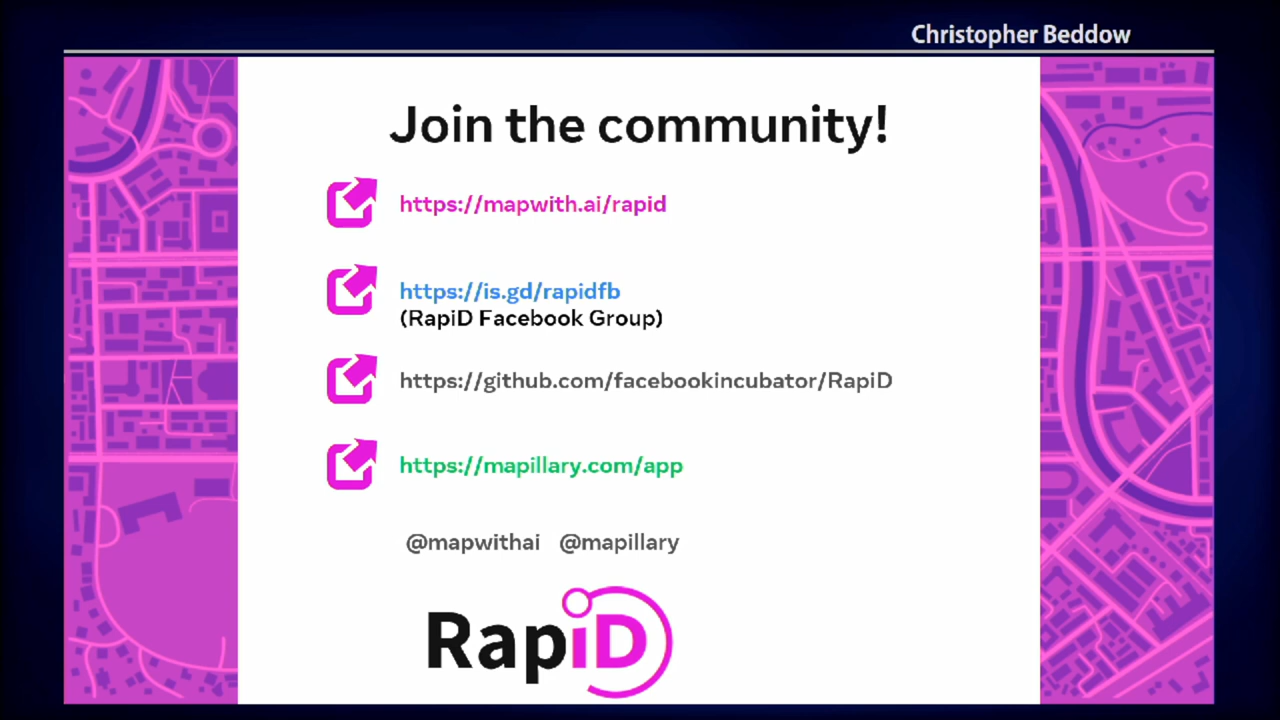 Christopher Beddow
Join the community!
https://mapwith.ai/rapid
https://is.gd/rapidfb
(RapiD Facebook Group)
https://github.com/facebookincubator/RapiD
https://mapillary.com/app
@mapwithai @mapillary
RapiD